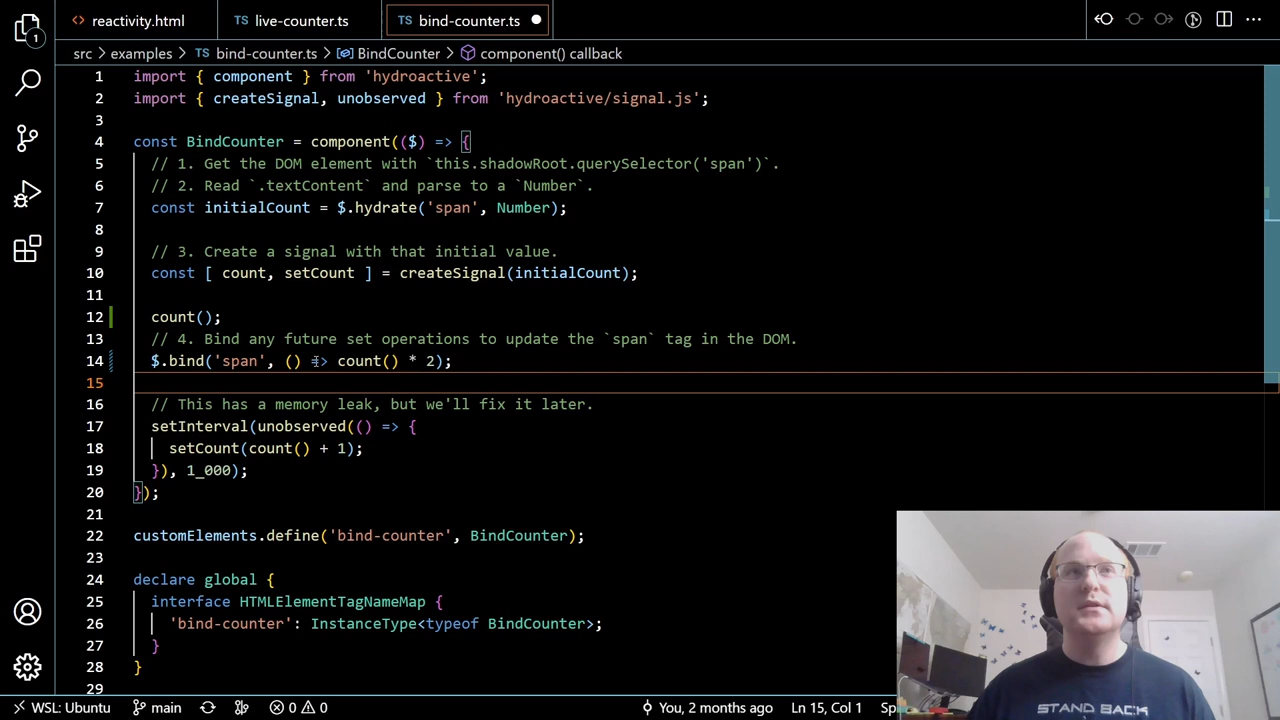 reactivity.html
TS live-counter.ts
TS bind-counter.ts
1
src > examples > TS bind-counter.ts > BindCounter > component() callback
1 import { component } from 'hydroactive';
2 import { createSignal, unobserved } from 'hydroactive/signal.js';
3
4 const BindCounter = component(($) => {
5 // 1. Get the DOM element with `this.shadowRoot.querySelector('span')`.
6 // 2. Read `.textContent` and parse to a `Number`.
7 const initialCount = $.hydrate('span', Number);
8
9 // 3. Create a signal with that initial value.
10 const [ count, setCount ] = createSignal(initialCount);
11
12 count();
13 // 4. Bind any future set operations to update the `span` tag in the DOM.
14 $.bind('span', () => count() * 2);
15
16 // This has a memory leak, but we'll fix it later.
17 setInterval(unobserved(() => {
18 setCount(count() + 1);
19 }), 1_000);
20 });
21
22 customElements.define('bind-counter', BindCounter);
23
24 declare global {
25 interface HTMLElementTagNameMap {
26 'bind-counter': InstanceType<typeof BindCounter>;
27 }
28 }
29
STAND BACK
WSL: Ubuntu main 0 0 You, 2 months ago Ln 15, Col 1